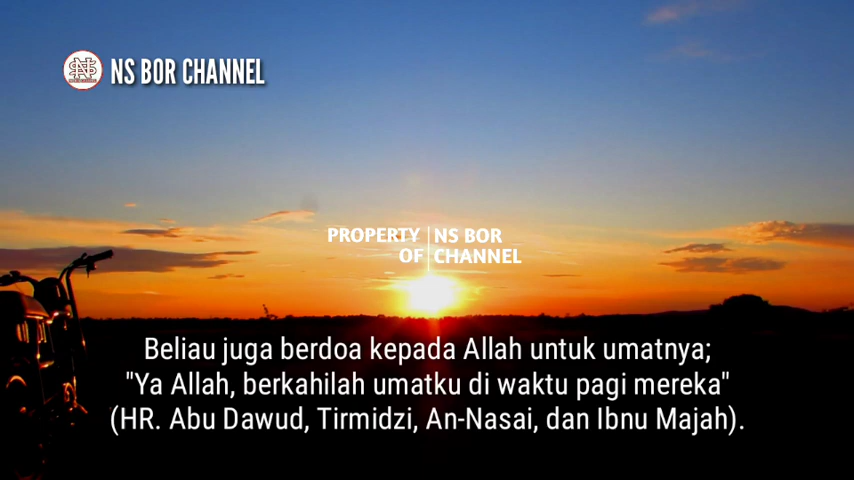 NS BOR CHANNEL
PROPERTY OF
NS BOR CHANNEL
Beliau juga berdoa kepada Allah untuk umatnya;
"Ya Allah, berkahilah umatku di waktu pagi mereka"
(HR. Abu Dawud, Tirmidzi, An-Nasai, dan Ibnu Majah).